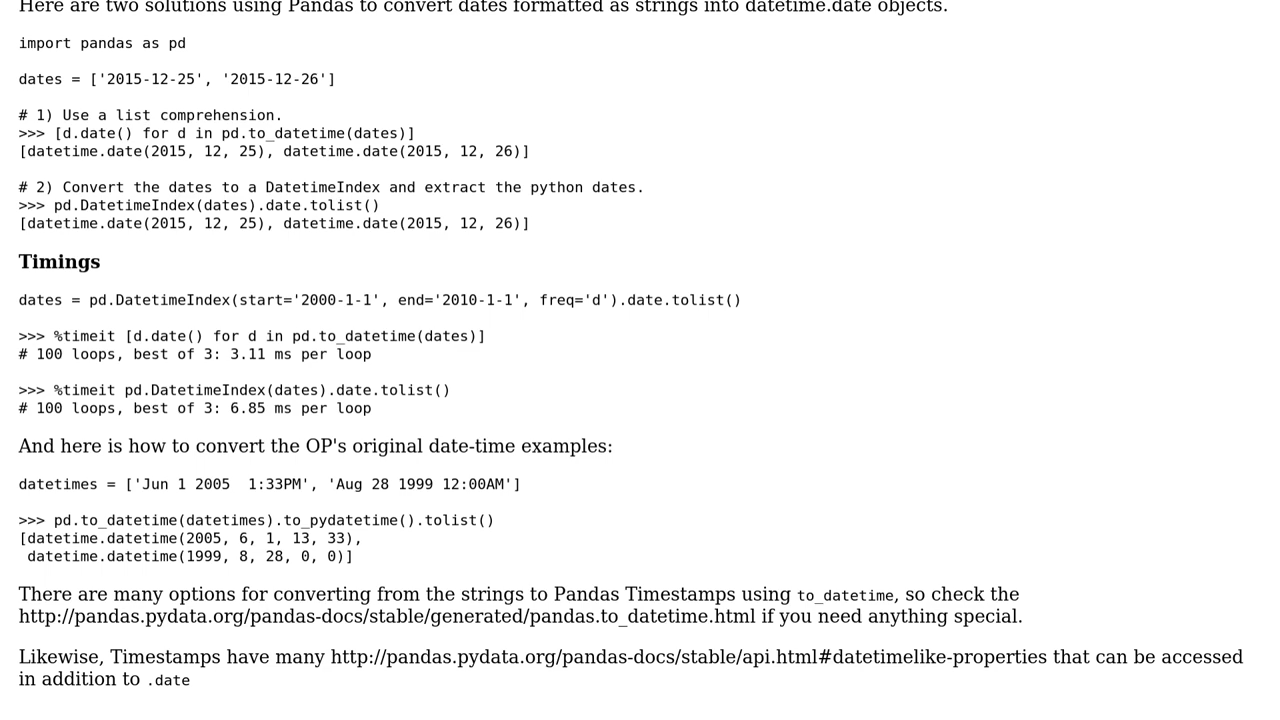 Here are two solutions using Pandas to convert dates formatted as strings into datetime.date objects.
import pandas as pd
dates = ['2015-12-25', '2015-12-26']
# 1) Use a list comprehension.
>>> [d.date() for d in pd.to_datetime(dates)]
[datetime.date(2015, 12, 25), datetime.date(2015, 12, 26)]
# 2) Convert the dates to a DatetimeIndex and extract the python dates.
>>> pd.DatetimeIndex(dates).date.tolist()
[datetime.date(2015, 12, 25), datetime.date(2015, 12, 26)]
Timings
dates = pd.DatetimeIndex(start='2000-1-1', end='2010-1-1', freq='d').date.tolist()
>>> %timeit [d.date() for d in pd.to_datetime(dates)]
# 100 loops, best of 3: 3.11 ms per loop
>>> %timeit pd.DatetimeIndex(dates).date.tolist()
# 100 loops, best of 3: 6.85 ms per loop
And here is how to convert the OP's original date-time examples:
datetimes = ['Jun 1 2005  1:33PM', 'Aug 28 1999 12:00AM']
>>> pd.to_datetime(datetimes).to_pydatetime().tolist()
[datetime.datetime(2005, 6, 1, 13, 33),
 datetime.datetime(1999, 8, 28, 0, 0)]
There are many options for converting from the strings to Pandas Timestamps using to_datetime, so check the
http://pandas.pydata.org/pandas-docs/stable/generated/pandas.to_datetime.html if you need anything special.
Likewise, Timestamps have many http://pandas.pydata.org/pandas-docs/stable/api.html#datetimelike-properties that can be accessed
in addition to .date